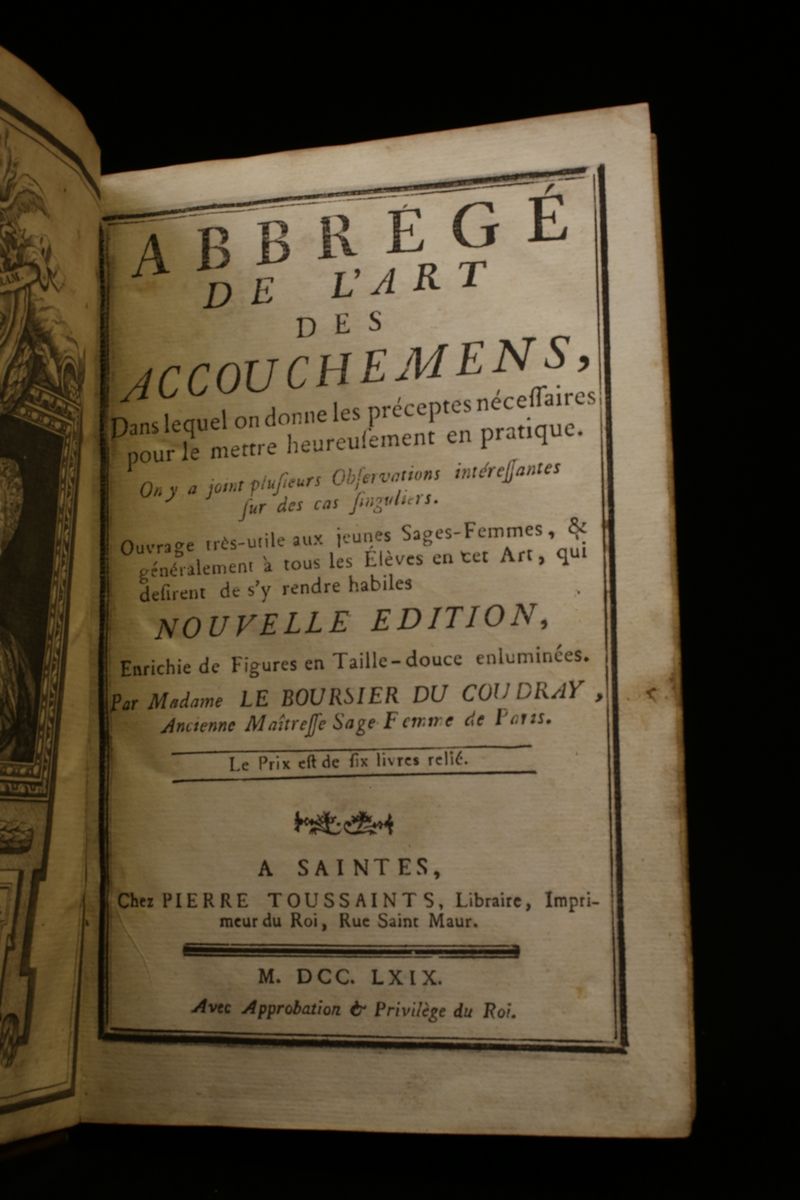 ABBRÉGÉ
DE L'ART
DES
ACCOUCHEMENS,
Dans lequel on donne les préceptes néceſſaires
pour le mettre heureuſement en pratique.
On y a joint pluſieurs Obſervations intéreſſantes
ſur des cas ſinguliers.
Ouvrage très-utile aux jeunes Sages-Femmes, &
généralement à tous les Élèves en cet Art, qui
deſirent de s'y rendre habiles
NOUVELLE EDITION,
Enrichie de Figures en Taille-douce enluminées.
Par Madame LE BOURSIER DU COUDRAY,
Ancienne Maîtreſſe Sage-Femme de Paris.
Le Prix eſt de ſix livres relié.
A SAINTES,
Chez PIERRE TOUSSAINTS, Libraire, Impri-
meur du Roi, Rue Saint Maur.
M. DCC. LXIX.
Avec Approbation & Privilège du Roi.